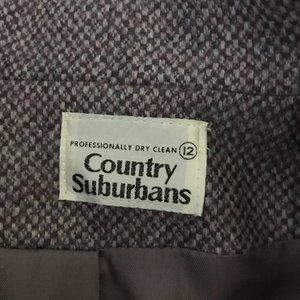 PROFESSIONALLY DRY CLEAN 12
Country
Suburbans